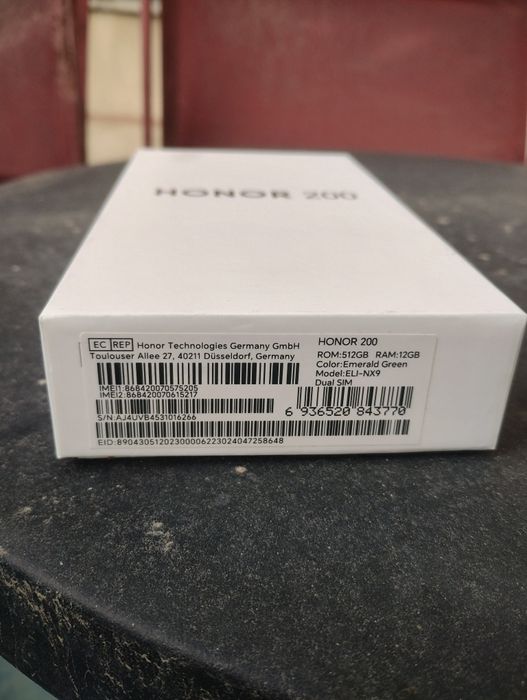 HONOR 200
EC REP Honor Technologies Germany GmbH
Toulouser Allee 27, 40211 Düsseldorf, Germany
IMEI1:868420070575205
IMEI2:868420070615217
S/N:AJ4UVB4531016266
EID:89043051202300006223024047258648
HONOR 200
ROM:512GB RAM:12GB
Color:Emerald Green
Model:ELI-NX9
Dual SIM
6 936520 843770